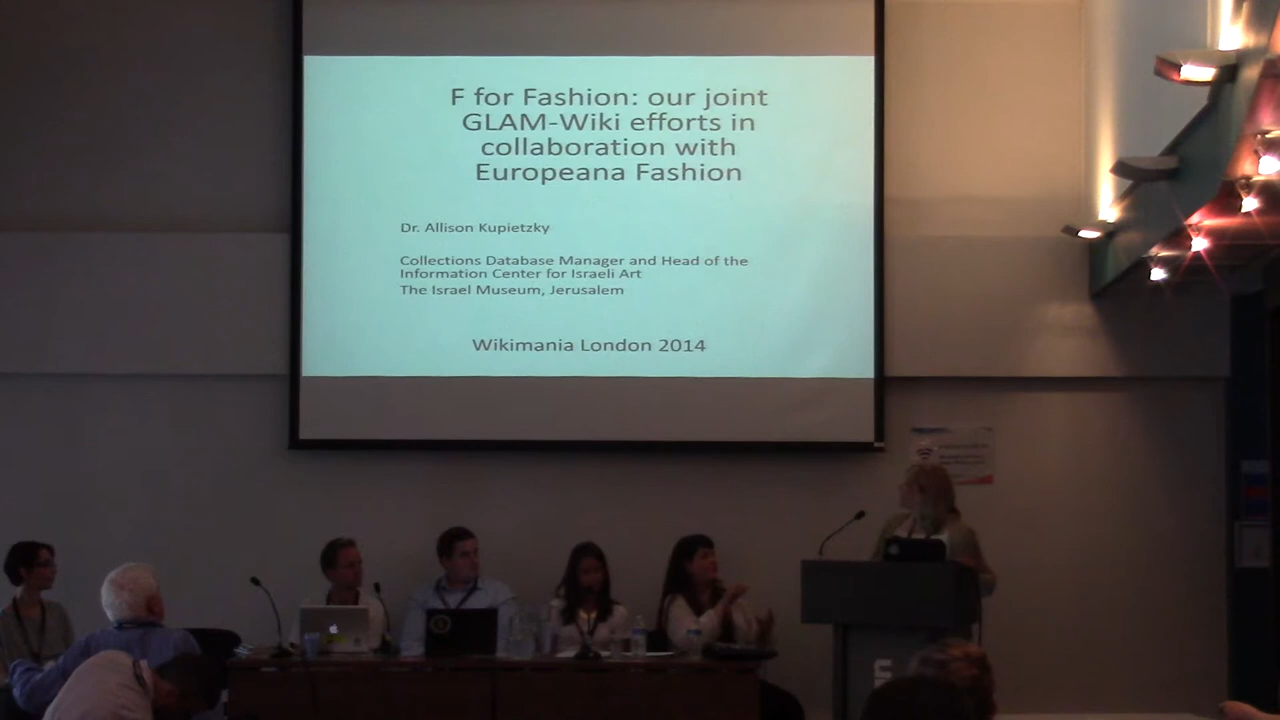 F for Fashion: our joint
GLAM-Wiki efforts in
collaboration with
Europeana Fashion
Dr. Allison Kupietzky
Collections Database Manager and Head of the
Information Center for Israeli Art
The Israel Museum, Jerusalem
Wikimania London 2014